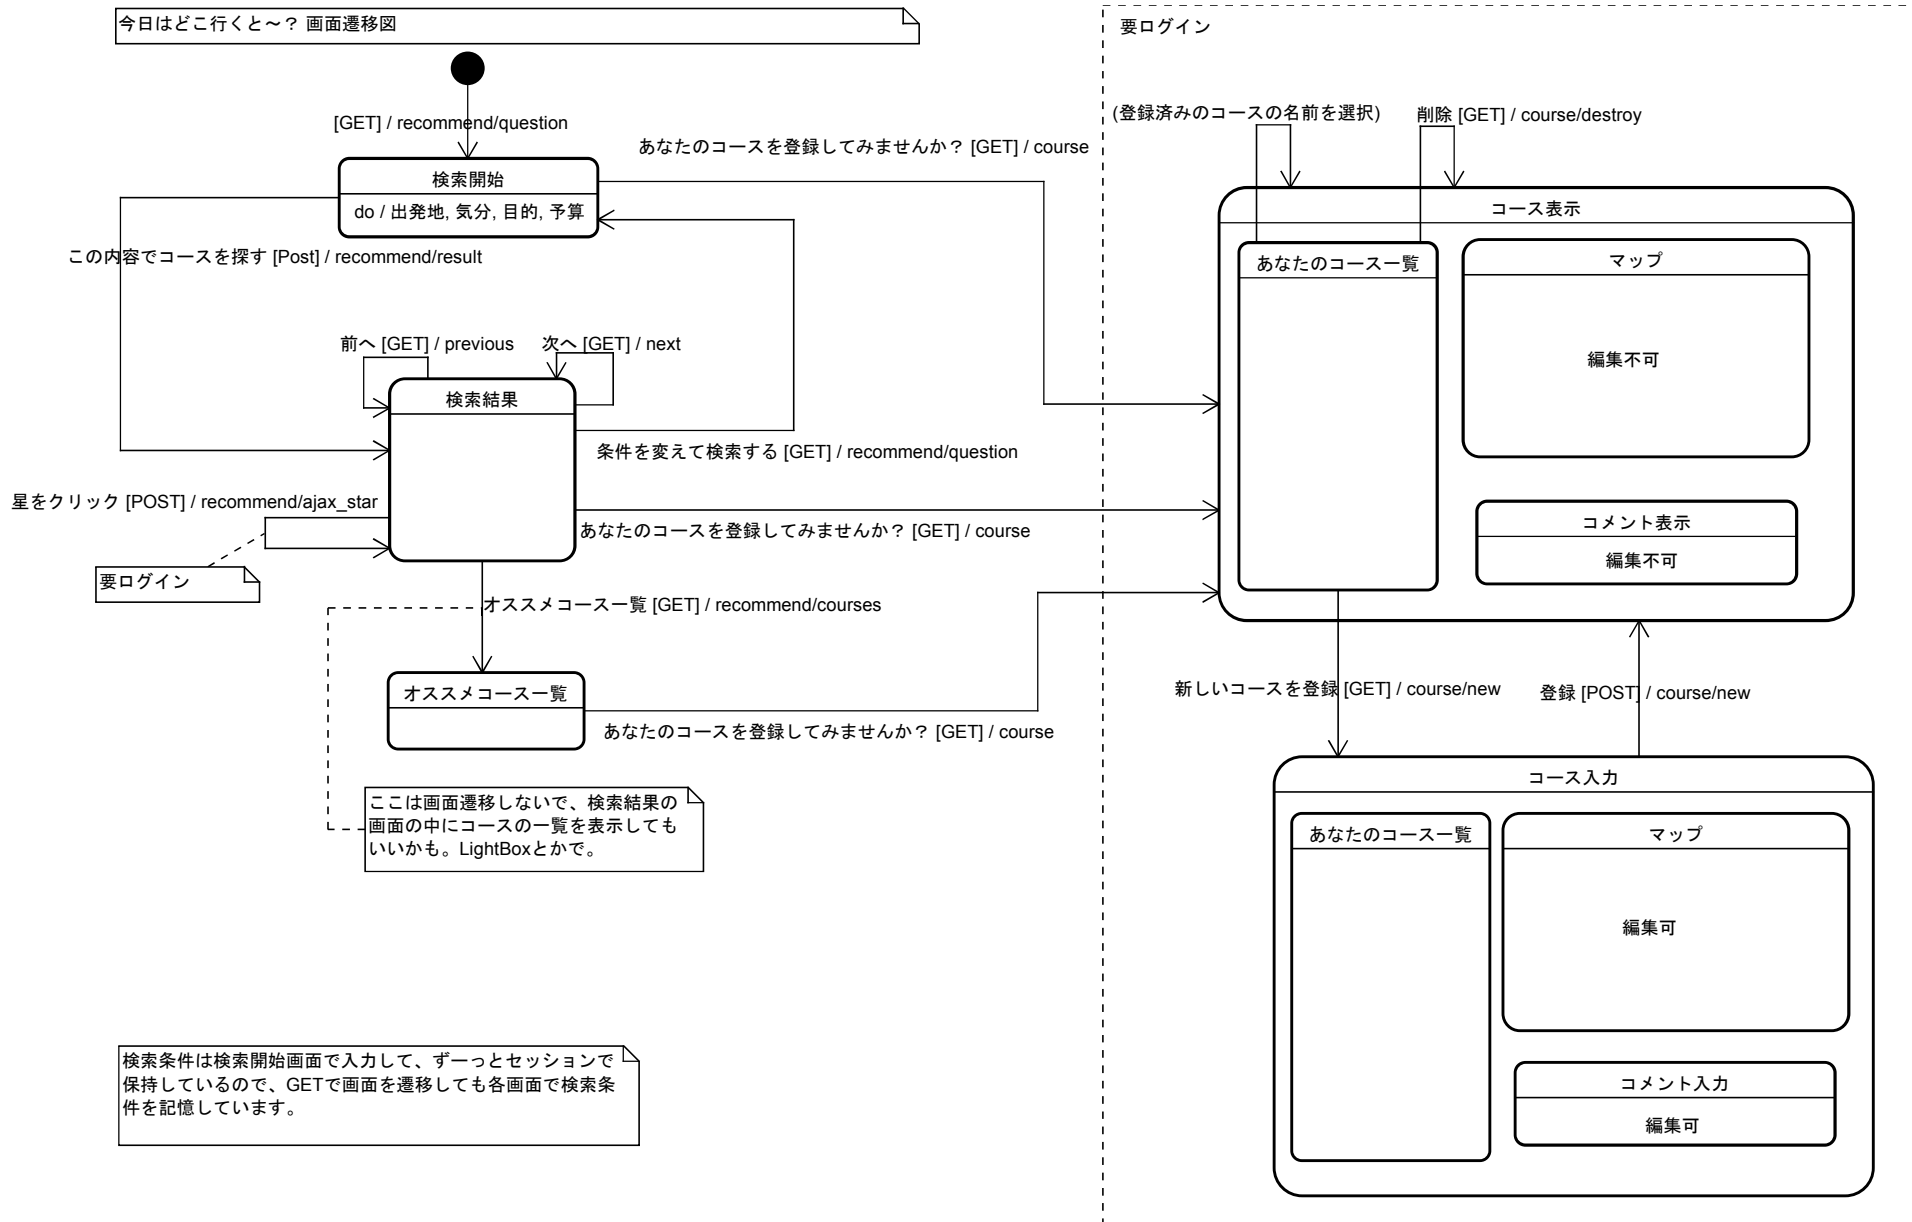 今日はどこ行くと～？ 画面遷移図
要ログイン
[GET] / recommend/question
あなたのコースを登録してみませんか？ [GET] / course
(登録済みのコースの名前を選択)
削除 [GET] / course/destroy
検索開始
do / 出発地, 気分, 目的, 予算
この内容でコースを探す [Post] / recommend/result
コース表示
あなたのコース一覧
マップ
編集不可
前へ [GET] / previous
次へ [GET] / next
検索結果
条件を変えて検索する [GET] / recommend/question
星をクリック [POST] / recommend/ajax_star
あなたのコースを登録してみませんか？ [GET] / course
コメント表示
編集不可
要ログイン
オススメコース一覧 [GET] / recommend/courses
オススメコース一覧
あなたのコースを登録してみませんか？ [GET] / course
新しいコースを登録 [GET] / course/new
登録 [POST] / course/new
ここは画面遷移しないで、検索結果の
画面の中にコースの一覧を表示しても
いいかも。LightBoxとかで。
コース入力
あなたのコース一覧
マップ
編集可
コメント入力
編集可
検索条件は検索開始画面で入力して、ずーっとセッションで
保持しているので、GETで画面を遷移しても各画面で検索条
件を記憶しています。